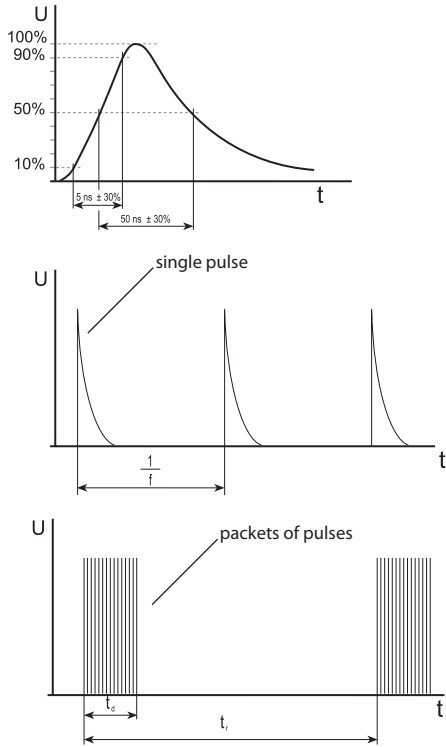 U
100%
90%
50%
10%
5 ns ± 30%
50 ns ± 30%
t
U
single pulse
1
f
t
U
packets of pulses
t
t_d
t_r